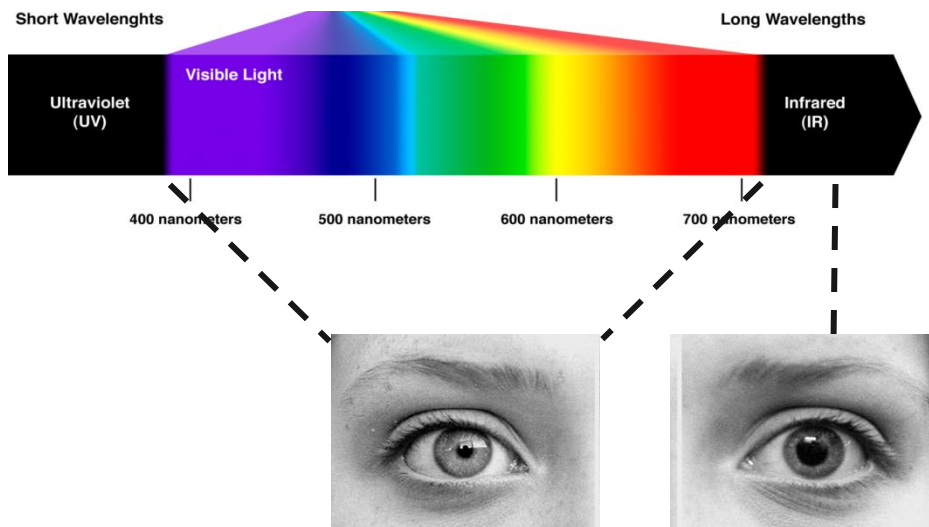 Short Wavelenghts
Long Wavelengths
Visible Light
Ultraviolet
(UV)
Infrared
(IR)
400 nanometers
500 nanometers
600 nanometers
700 nanometers